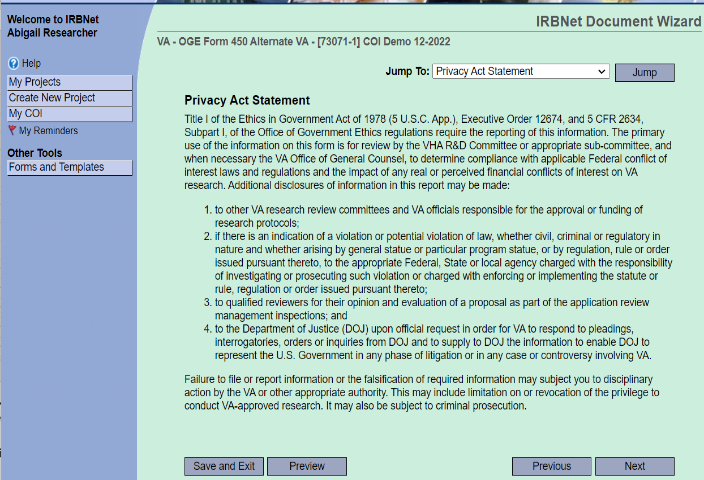 Welcome to IRBNet
Abigail Researcher
Help
My Projects
Create New Project
My COI
My Reminders
Other Tools
Forms and Templates
IRBNet Document Wizard
VA - OGE Form 450 Alternate VA - [73071-1] COI Demo 12-2022
Jump To: Privacy Act Statement Jump
Privacy Act Statement
Title I of the Ethics in Government Act of 1978 (5 U.S.C. App.), Executive Order 12674, and 5 CFR 2634,
Subpart I, of the Office of Government Ethics regulations require the reporting of this information. The primary
use of the information on this form is for review by the VHA R&D Committee or appropriate sub-committee, and
when necessary the VA Office of General Counsel, to determine compliance with applicable Federal conflict of
interest laws and regulations and the impact of any real or perceived financial conflicts of interest on VA
research. Additional disclosures of information in this report may be made:
1. to other VA research review committees and VA officials responsible for the approval or funding of
research protocols;
2. if there is an indication of a violation or potential violation of law, whether civil, criminal or regulatory in
nature and whether arising by general statue or particular program statue, or by regulation, rule or order
issued pursuant thereto, to the appropriate Federal, State or local agency charged with the responsibility
of investigating or prosecuting such violation or charged with enforcing or implementing the statute or
rule, regulation or order issued pursuant thereto;
3. to qualified reviewers for their opinion and evaluation of a proposal as part of the application review
management inspections; and
4. to the Department of Justice (DOJ) upon official request in order for VA to respond to pleadings,
interrogatories, orders or inquiries from DOJ and to supply to DOJ the information to enable DOJ to
represent the U.S. Government in any phase of litigation or in any case or controversy involving VA.
Failure to file or report information or the falsification of required information may subject you to disciplinary
action by the VA or other appropriate authority. This may include limitation on or revocation of the privilege to
conduct VA-approved research. It may also be subject to criminal prosecution.
Save and Exit Preview Previous Next